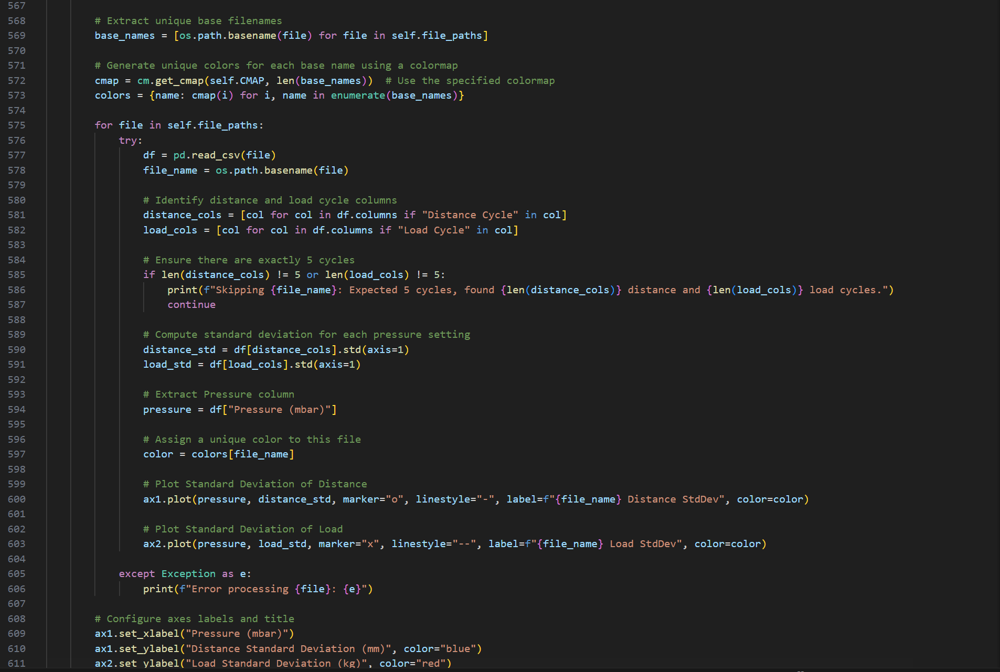 567
568 # Extract unique base filenames
569 base_names = [os.path.basename(file) for file in self.file_paths]
570
571 # Generate unique colors for each base name using a colormap
572 cmap = cm.get_cmap(self.CMAP, len(base_names))  # Use the specified colormap
573 colors = {name: cmap(i) for i, name in enumerate(base_names)}
574
575 for file in self.file_paths:
576     try:
577         df = pd.read_csv(file)
578         file_name = os.path.basename(file)
579
580         # Identify distance and load cycle columns
581         distance_cols = [col for col in df.columns if "Distance Cycle" in col]
582         load_cols = [col for col in df.columns if "Load Cycle" in col]
583
584         # Ensure there are exactly 5 cycles
585         if len(distance_cols) != 5 or len(load_cols) != 5:
586             print(f"Skipping {file_name}: Expected 5 cycles, found {len(distance_cols)} distance and {len(load_cols)} load cycles.")
587             continue
588
589         # Compute standard deviation for each pressure setting
590         distance_std = df[distance_cols].std(axis=1)
591         load_std = df[load_cols].std(axis=1)
592
593         # Extract Pressure column
594         pressure = df["Pressure (mbar)"]
595
596         # Assign a unique color to this file
597         color = colors[file_name]
598
599         # Plot Standard Deviation of Distance
600         ax1.plot(pressure, distance_std, marker="o", linestyle="-", label=f"{file_name} Distance StdDev", color=color)
601
602         # Plot Standard Deviation of Load
603         ax2.plot(pressure, load_std, marker="x", linestyle="--", label=f"{file_name} Load StdDev", color=color)
604
605     except Exception as e:
606         print(f"Error processing {file}: {e}")
607
608 # Configure axes labels and title
609 ax1.set_xlabel("Pressure (mbar)")
610 ax1.set_ylabel("Distance Standard Deviation (mm)", color="blue")
611 ax2.set_ylabel("Load Standard Deviation (kg)", color="red")